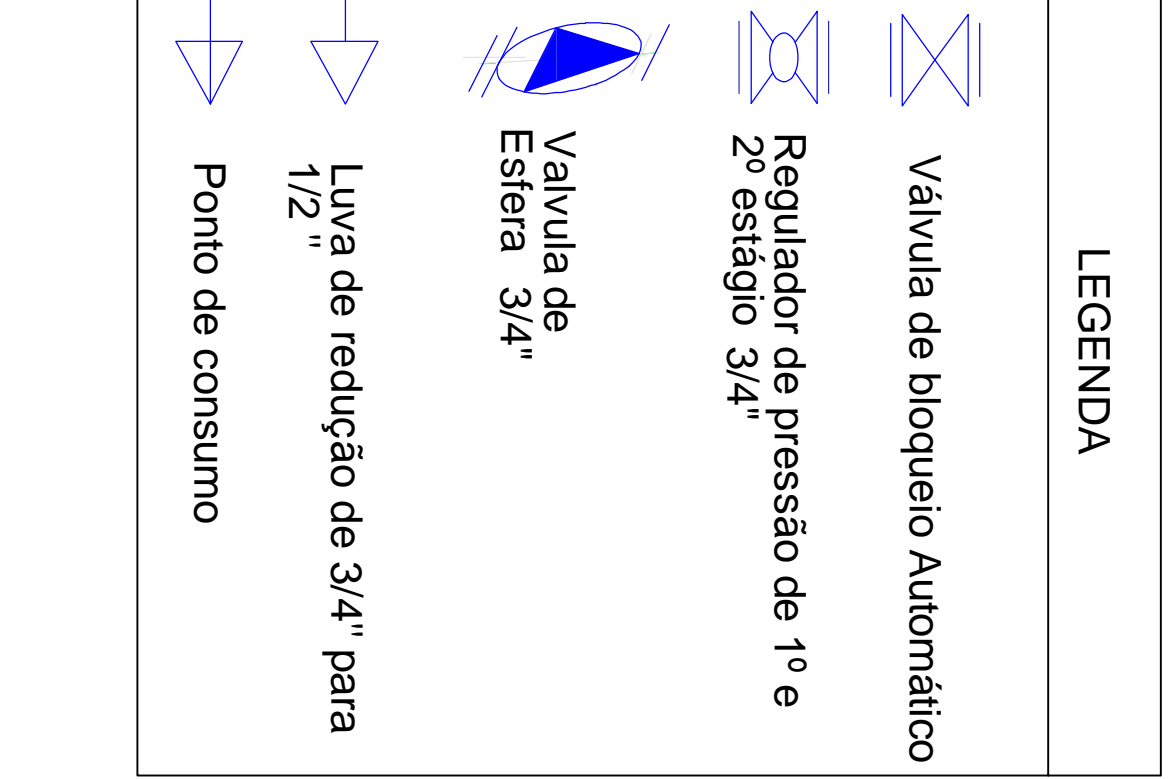 LEGENDA
Válvula de bloqueio Automático
Regulador de pressão de 1º e
2º estágio 3/4"
Valvula de
Esfera 3/4"
Luva de redução de 3/4" para
1/2 "
Ponto de consumo